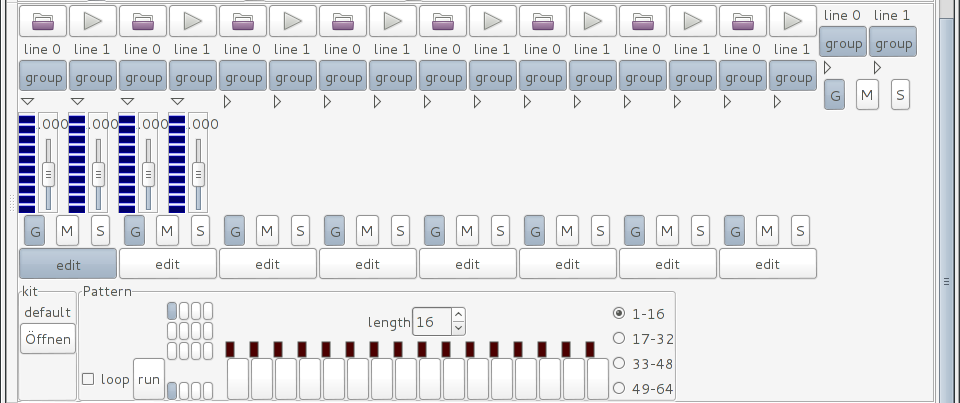 line 0 line 1
line 0 line 1 line 0 line 1 line 0 line 1 line 0 line 1 line 0 line 1 line 0 line 1 line 0 line 1 line 0 line 1
group group
group group group group group group group group group group group group group group group group
G M S
.000 .000 .000 .000
G M S G M S G M S G M S G M S G M S G M S G M S
edit edit edit edit edit edit edit edit
kit Pattern
default
Öffnen
length 16
loop run
1-16
17-32
33-48
49-64